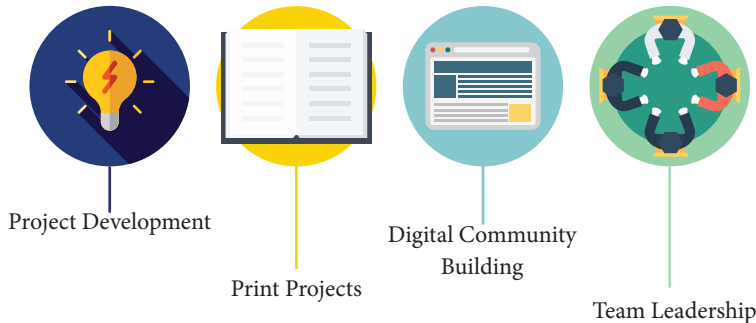 Project Development
Print Projects
Digital Community
Building
Team Leadership